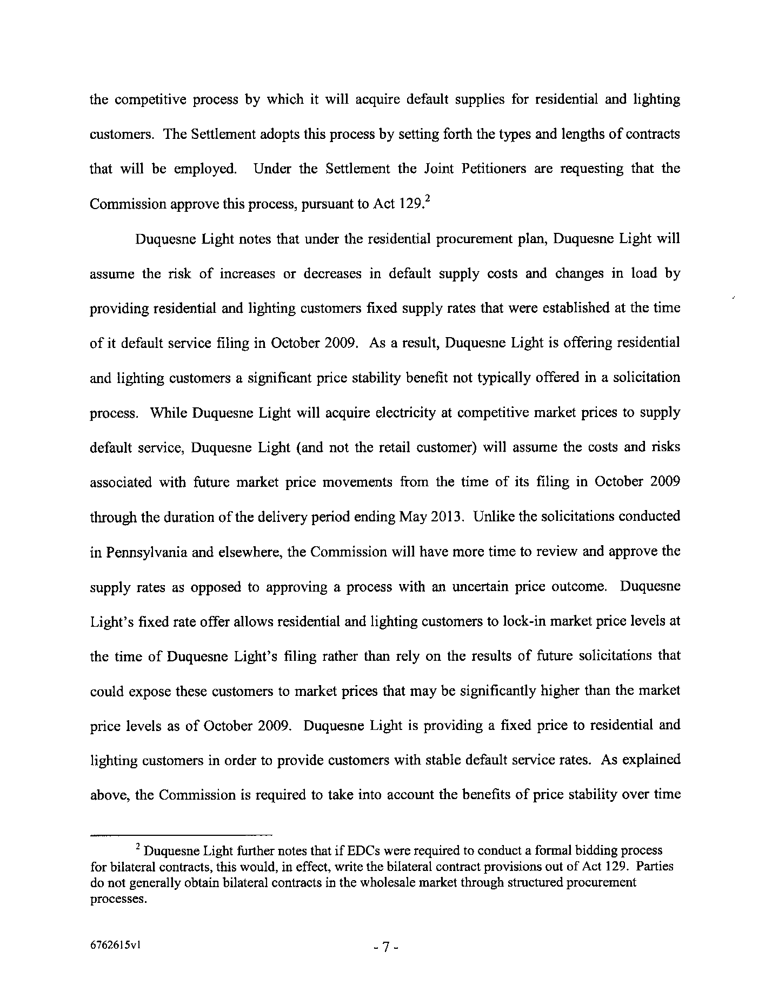 the competitive process by which it will acquire default supplies for residential and lighting
customers. The Settlement adopts this process by setting forth the types and lengths of contracts
that will be employed. Under the Settlement the Joint Petitioners are requesting that the
Commission approve this process, pursuant to Act 129.²
Duquesne Light notes that under the residential procurement plan, Duquesne Light will
assume the risk of increases or decreases in default supply costs and changes in load by
providing residential and lighting customers fixed supply rates that were established at the time
of it default service filing in October 2009. As a result, Duquesne Light is offering residential
and lighting customers a significant price stability benefit not typically offered in a solicitation
process. While Duquesne Light will acquire electricity at competitive market prices to supply
default service, Duquesne Light (and not the retail customer) will assume the costs and risks
associated with future market price movements from the time of its filing in October 2009
through the duration of the delivery period ending May 2013. Unlike the solicitations conducted
in Pennsylvania and elsewhere, the Commission will have more time to review and approve the
supply rates as opposed to approving a process with an uncertain price outcome. Duquesne
Light's fixed rate offer allows residential and lighting customers to lock-in market price levels at
the time of Duquesne Light's filing rather than rely on the results of future solicitations that
could expose these customers to market prices that may be significantly higher than the market
price levels as of October 2009. Duquesne Light is providing a fixed price to residential and
lighting customers in order to provide customers with stable default service rates. As explained
above, the Commission is required to take into account the benefits of price stability over time
² Duquesne Light further notes that if EDCs were required to conduct a formal bidding process
for bilateral contracts, this would, in effect, write the bilateral contract provisions out of Act 129. Parties
do not generally obtain bilateral contracts in the wholesale market through structured procurement
processes.
6762615v1
- 7 -